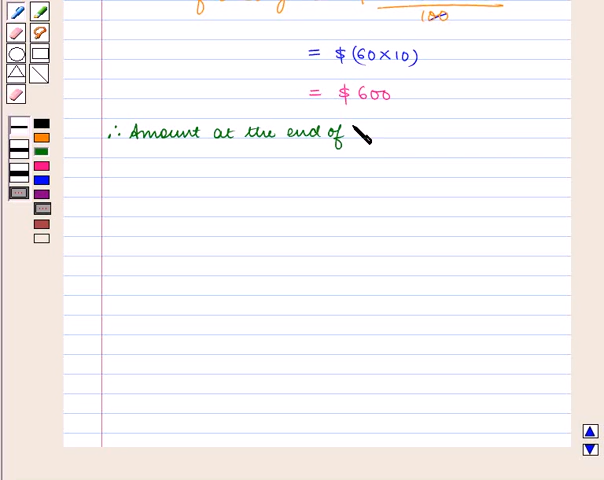 100
= $ (60 × 10)
= $ 600
∴ Amount at the end of